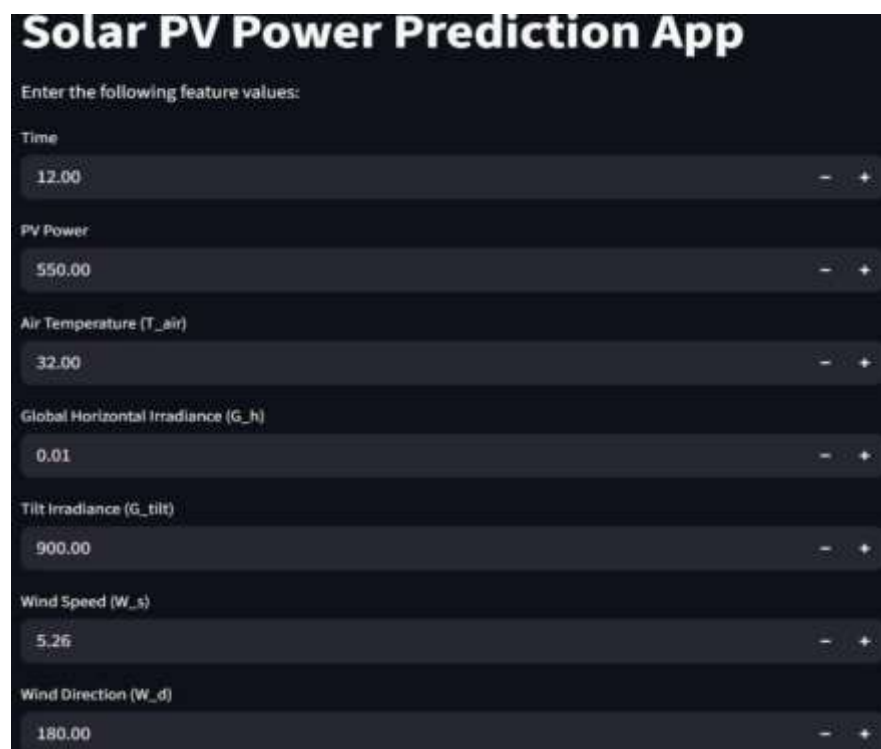 Solar PV Power Prediction App
Enter the following feature values:
Time
12.00
PV Power
550.00
Air Temperature (T_air)
32.00
Global Horizontal Irradiance (G_h)
0.01
Tilt Irradiance (G_tilt)
900.00
Wind Speed (W_s)
5.26
Wind Direction (W_d)
180.00